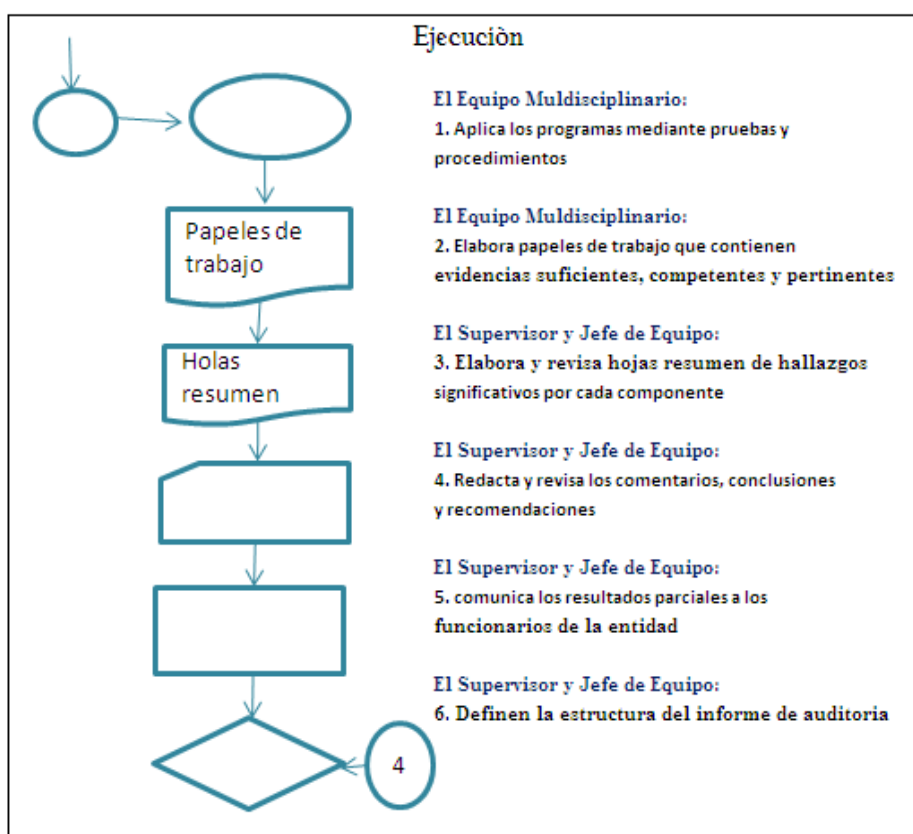 Ejecuciòn
El Equipo Muldisciplinario:
1. Aplica los programas mediante pruebas y
procedimientos
El Equipo Muldisciplinario:
2. Elabora papeles de trabajo que contienen
evidencias suficientes, competentes y pertinentes
Papeles de
trabajo
El Supervisor y Jefe de Equipo:
3. Elabora y revisa hojas resumen de hallazgos
significativos por cada componente
Holas
resumen
El Supervisor y Jefe de Equipo:
4. Redacta y revisa los comentarios, conclusiones
y recomendaciones
El Supervisor y Jefe de Equipo:
5. comunica los resultados parciales a los
funcionarios de la entidad
El Supervisor y Jefe de Equipo:
6. Definen la estructura del informe de auditoria
4